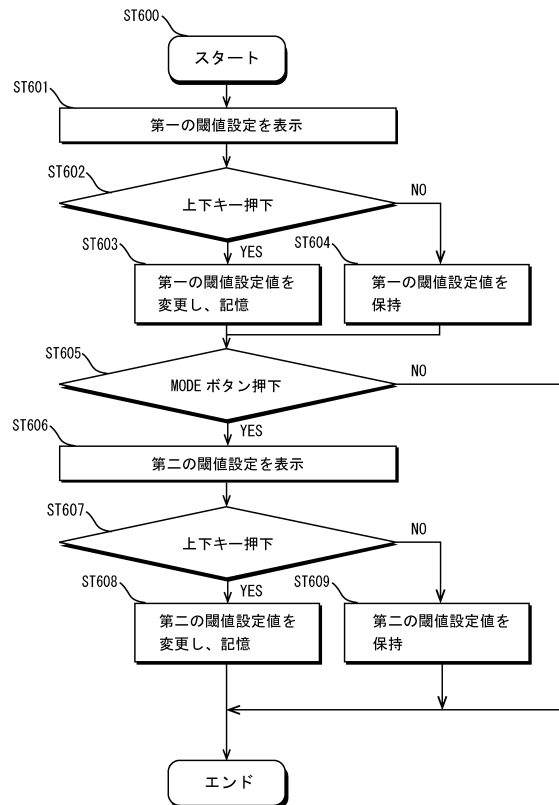 ST600
スタート
ST601
第一の閾値設定を表示
ST602
上下キー押下
NO
YES
ST603
第一の閾値設定値を
変更し、記憶
ST604
第一の閾値設定値を
保持
ST605
MODE ボタン押下
NO
YES
ST606
第二の閾値設定を表示
ST607
上下キー押下
NO
YES
ST608
第二の閾値設定値を
変更し、記憶
ST609
第二の閾値設定値を
保持
エンド